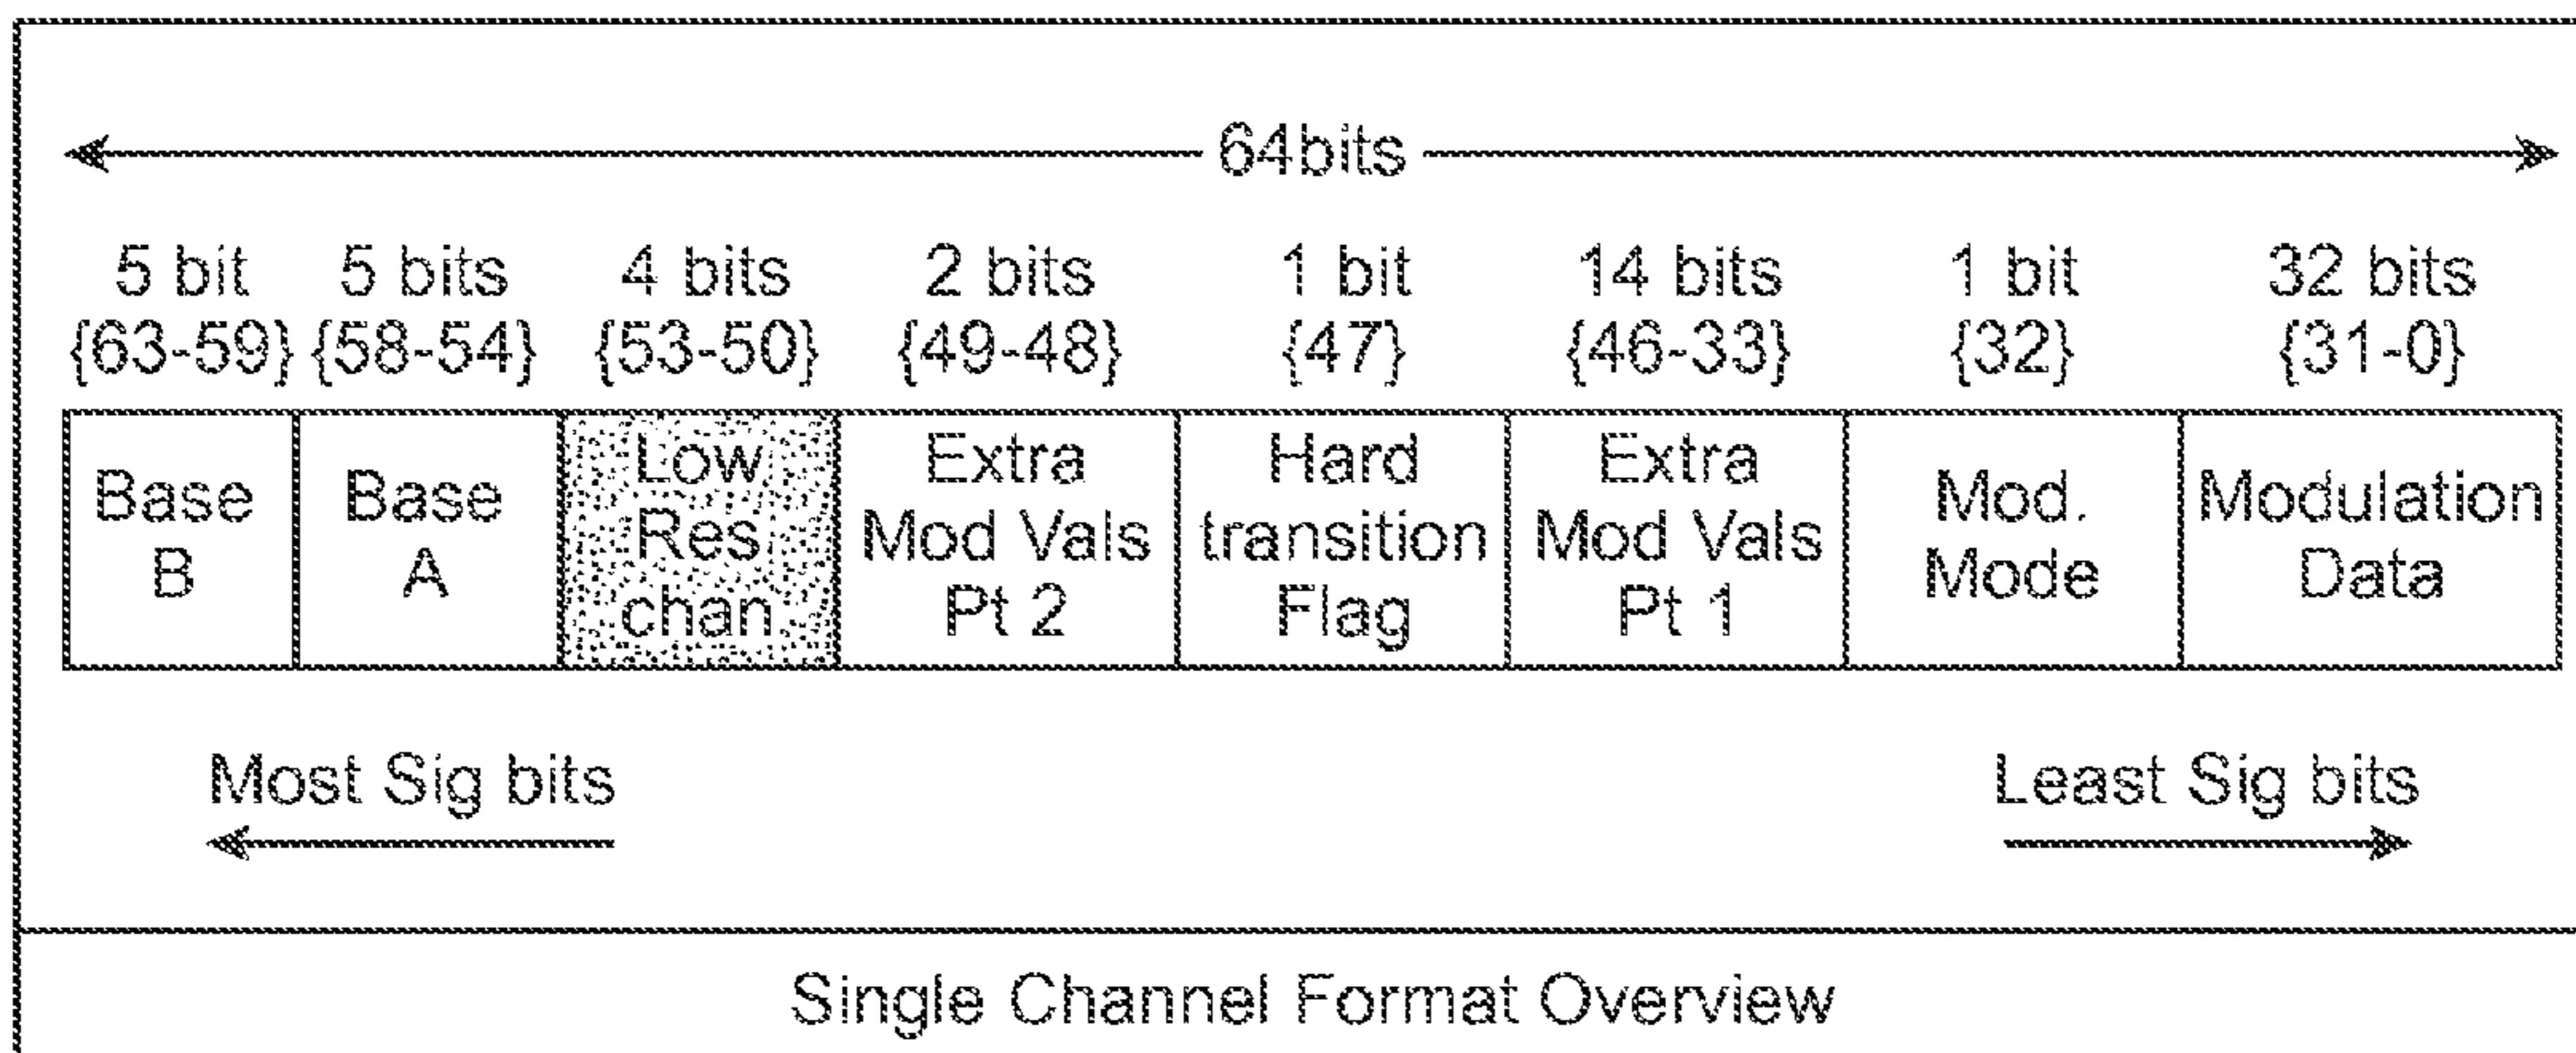 64bits
5 bit 5 bits 4 bits 2 bits 1 bit 14 bits 1 bit 32 bits
{63-59} {58-54} {53-50} {49-48} {47} {46-33} {32} {31-0}
Base
B
Base
A
Low
Res
chan
Extra
Mod Vals
Pt 2
Hard
transition
Flag
Extra
Mod Vals
Pt 1
Mod.
Mode
Modulation
Data
Most Sig bits
Least Sig bits
Single Channel Format Overview